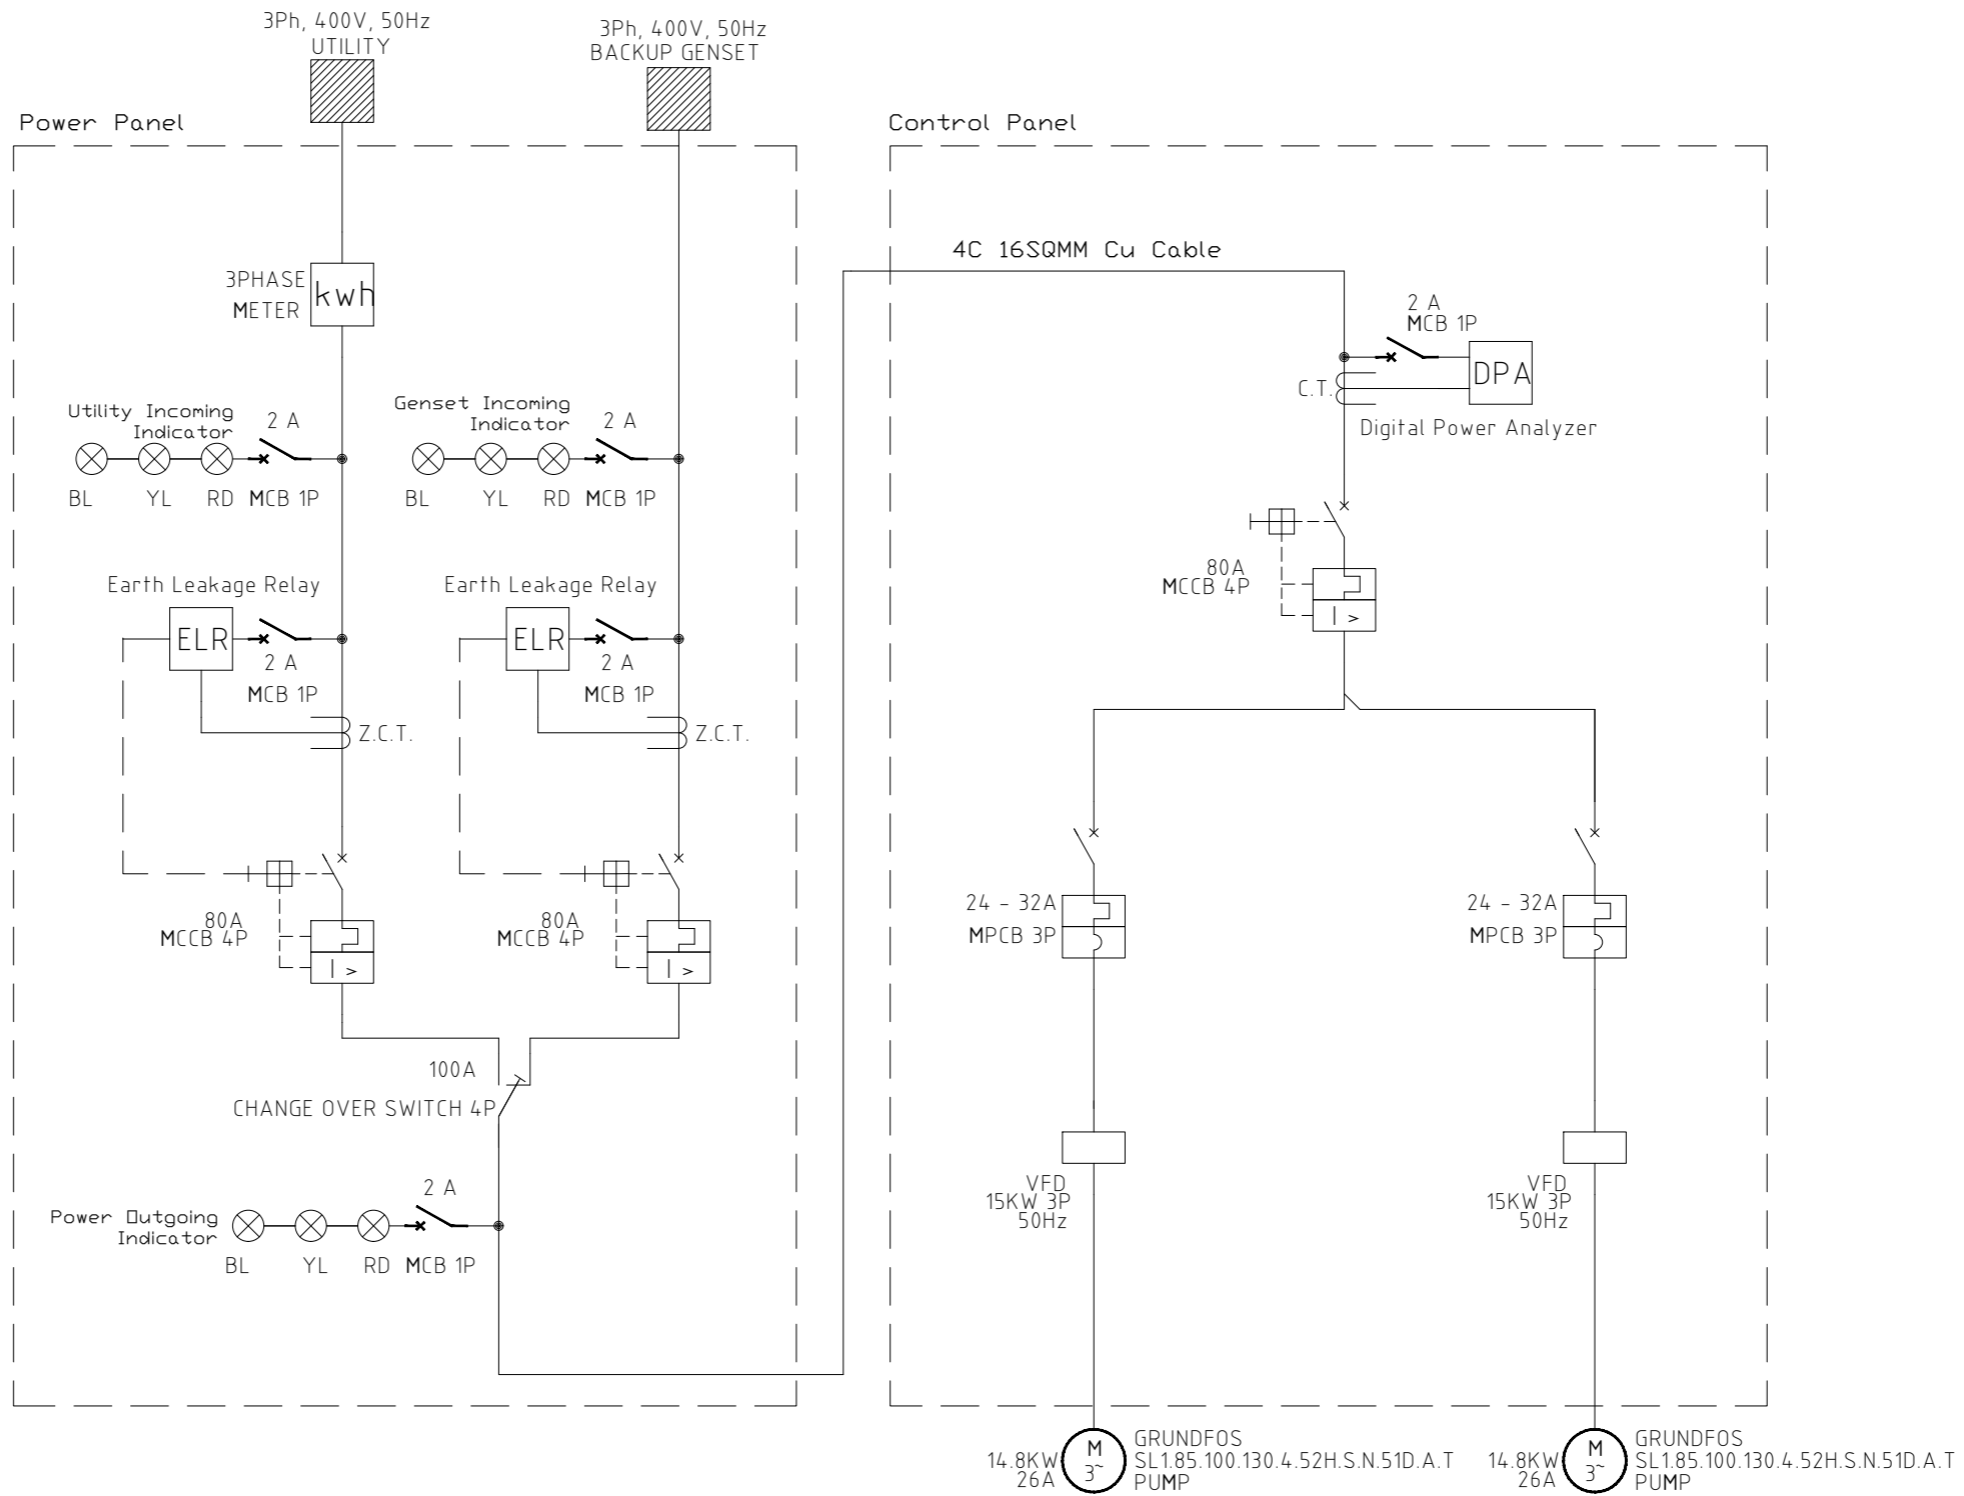 3Ph, 400V, 50Hz
UTILITY
3Ph, 400V, 50Hz
BACKUP GENSET
Power Panel
3PHASE
METER
kwh
Utility Incoming
Indicator
2 A
BL YL RD MCB 1P
Genset Incoming
Indicator
2 A
BL YL RD MCB 1P
Earth Leakage Relay
ELR
2 A
MCB 1P
Z.C.T.
Earth Leakage Relay
ELR
2 A
MCB 1P
Z.C.T.
80A
MCCB 4P
I >
80A
MCCB 4P
I >
100A
CHANGE OVER SWITCH 4P
Power Outgoing
Indicator
2 A
BL YL RD MCB 1P
Control Panel
4C 16SQMM Cu Cable
2 A
MCB 1P
DPA
C.T.
Digital Power Analyzer
80A
MCCB 4P
I >
24 - 32A
MPCB 3P
24 - 32A
MPCB 3P
VFD
15KW 3P
50Hz
VFD
15KW 3P
50Hz
14.8KW
26A
M
3~
GRUNDFOS
SL1.85.100.130.4.52H.S.N.51D.A.T
PUMP
14.8KW
26A
M
3~
GRUNDFOS
SL1.85.100.130.4.52H.S.N.51D.A.T
PUMP